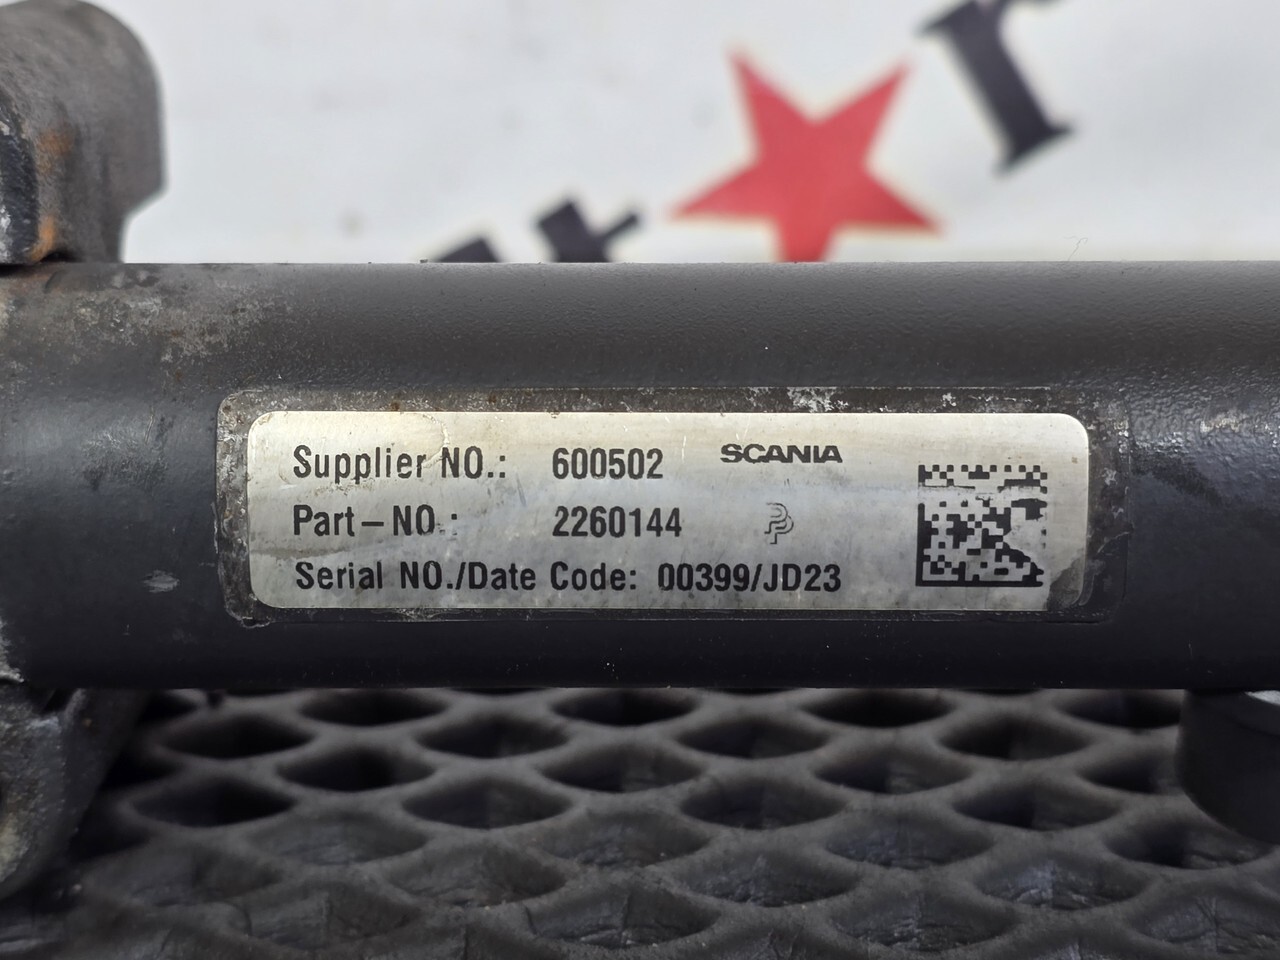 Supplier NO.: 600502 SCANIA
Part-NO.: 2260144
Serial NO./Date Code: 00399/JD23